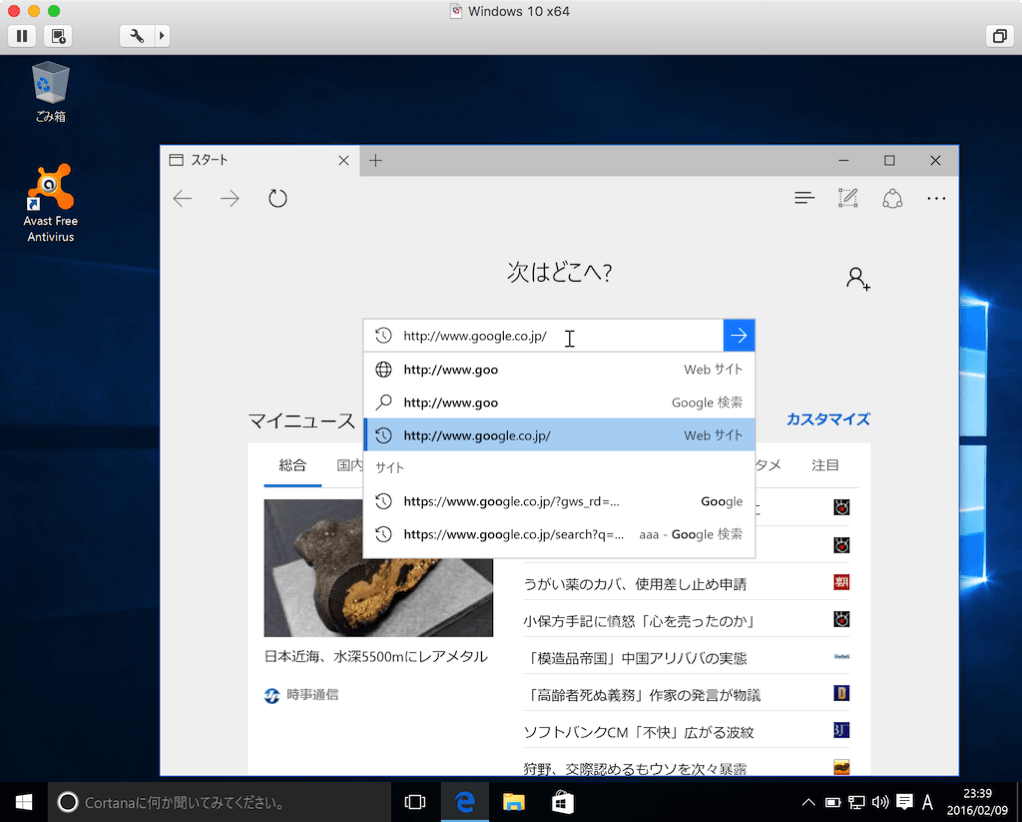 Windows 10 x64
ごみ箱
Avast Free
Antivirus
スタート
次はどこへ?
http://www.google.co.jp/
http://www.goo Web サイト
http://www.goo Google 検索
http://www.google.co.jp/ Web サイト
サイト
https://www.google.co.jp/?gws_rd=... Google
https://www.google.co.jp/search?q=... aaa - Google 検索
マイニュース
カスタマイズ
総合 国内 タメ 注目
うがい薬のカバ、使用差し止め申請
小保方手記に憤怒「心を売ったのか」
「模造品帝国」中国アリババの実態
「高齢者死ぬ義務」作家の発言が物議
ソフトバンクCM「不快」広がる波紋
狩野、交際認めるもウソを次々暴露
日本近海、水深5500mにレアメタル
時事通信
Cortanaに何か聞いてみてください。
A
23:39
2016/02/09